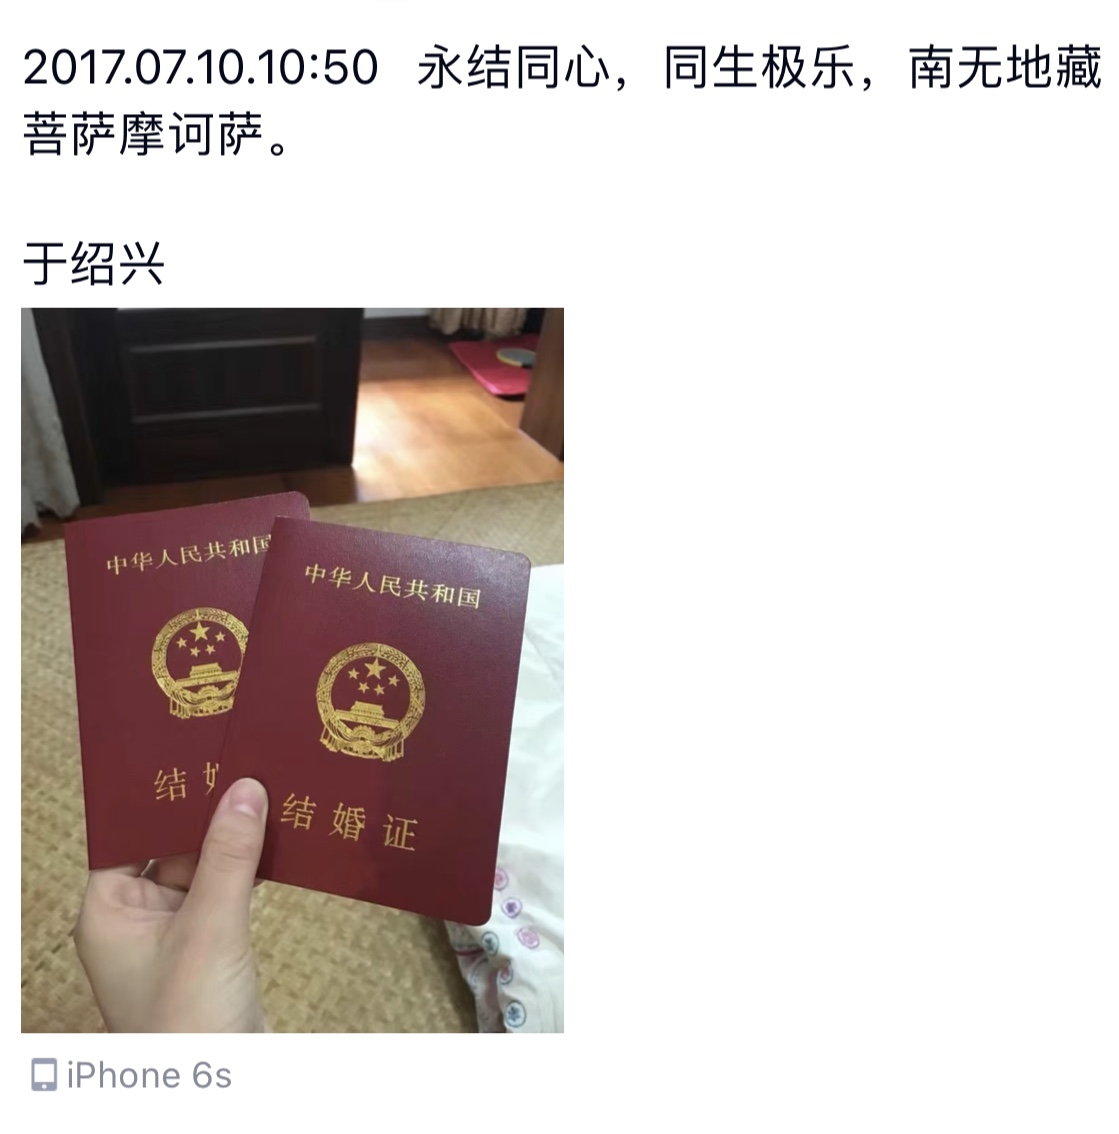 2017.07.10.10:50 永结同心，同生极乐，南无地藏
菩萨摩诃萨。
于绍兴
中华人民共和国
结
中华人民共和国
结婚证
iPhone 6s